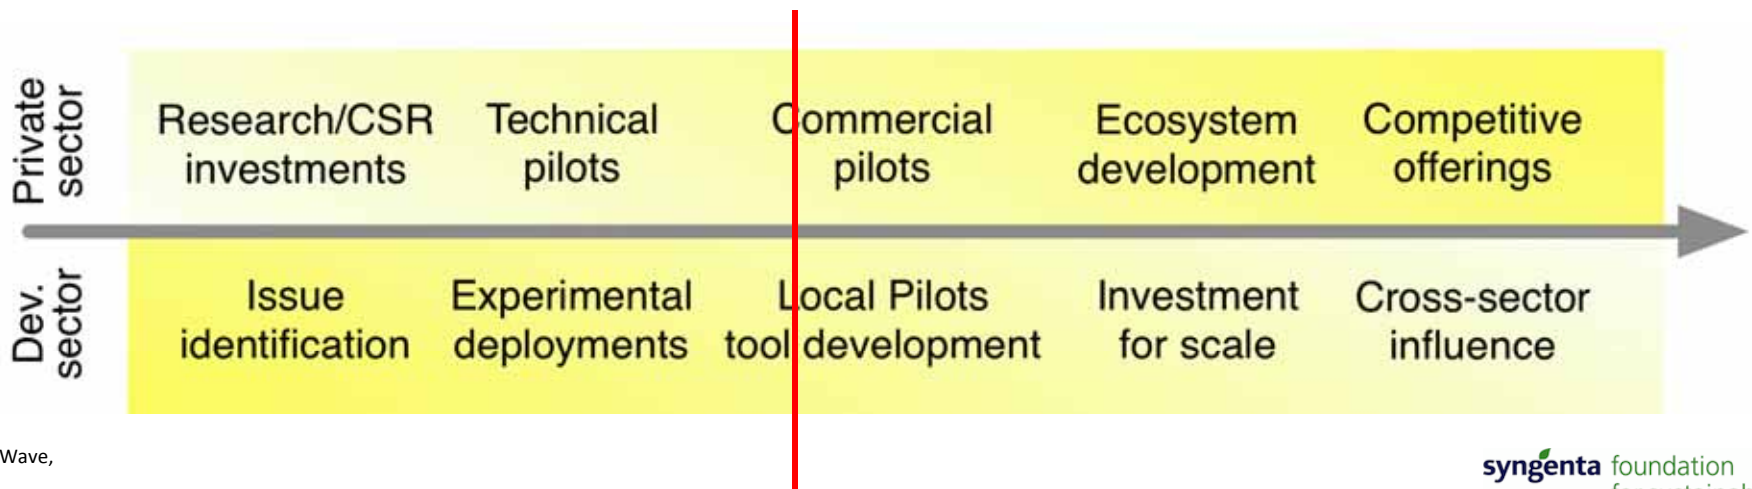 Private
sector
Research/CSR
investments
Technical
pilots
Commercial
pilots
Ecosystem
development
Competitive
offerings
Dev.
sector
Issue
identification
Experimental
deployments
Local Pilots
tool development
Investment
for scale
Cross-sector
influence
Wave,
syngenta foundation